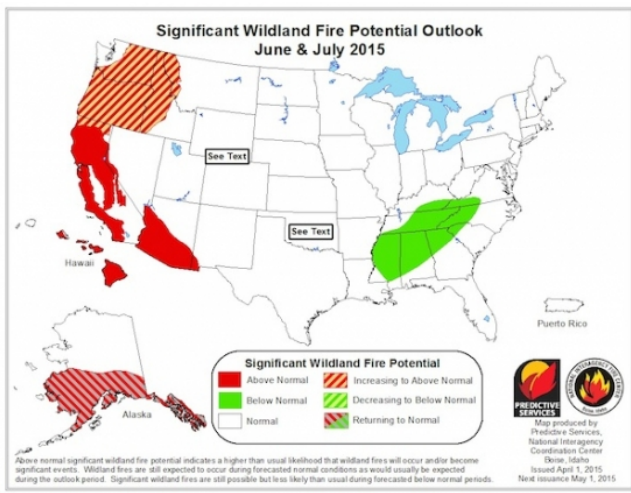 Significant Wildland Fire Potential Outlook
June & July 2015
See Text
See Text
Hawaii
Puerto Rico
Alaska
Significant Wildland Fire Potential
Above Normal
Increasing to Above Normal
Below Normal
Decreasing to Below Normal
Normal
Returning to Normal
PREDICTIVE
SERVICES
NATIONAL INTERAGENCY FIRE CENTER
Boise, Idaho
Map produced by
Predictive Services,
National Interagency
Coordination Center
Boise, Idaho
Issued April 1, 2015
Next issuance May 1, 2015
Above normal significant wildland fire potential indicates a higher than usual likelihood that wildland fires will occur and/or become
significant events. Wildland fires are still expected to occur during forecasted normal conditions as would usually be expected
during the outlook period. Significant wildland fires are still possible but less likely than usual during forecasted below normal periods.